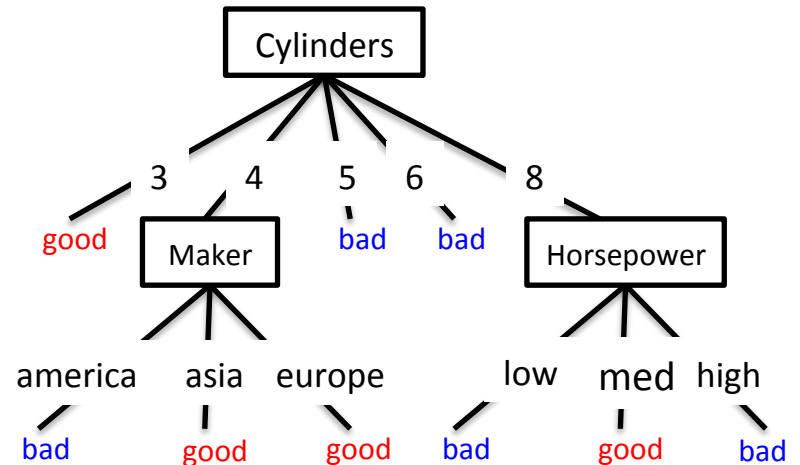 Cylinders
3 4 5 6 8
good Maker bad bad Horsepower
america asia europe low med high
bad good good bad good bad